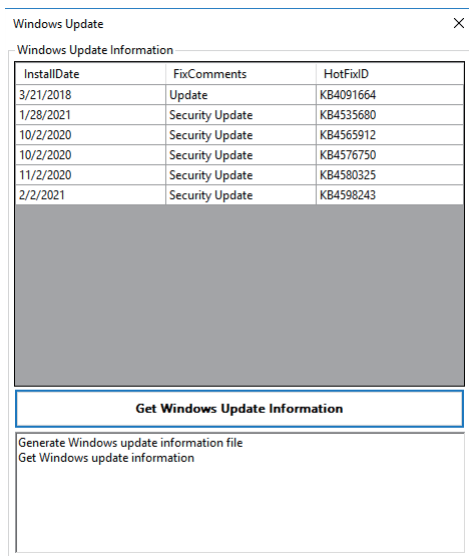 Windows Update
Windows Update Information
InstallDate FixComments HotFixID
3/21/2018 Update KB4091664
1/28/2021 Security Update KB4535680
10/2/2020 Security Update KB4565912
10/2/2020 Security Update KB4576750
11/2/2020 Security Update KB4580325
2/2/2021 Security Update KB4598243
Get Windows Update Information
Generate Windows update information file
Get Windows update information